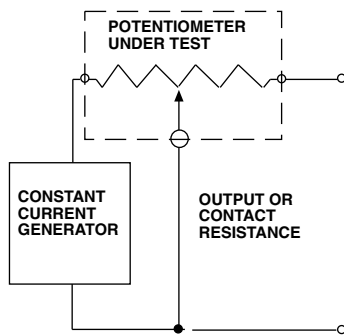 POTENTIOMETER
UNDER TEST
CONSTANT
CURRENT
GENERATOR
OUTPUT OR
CONTACT
RESISTANCE